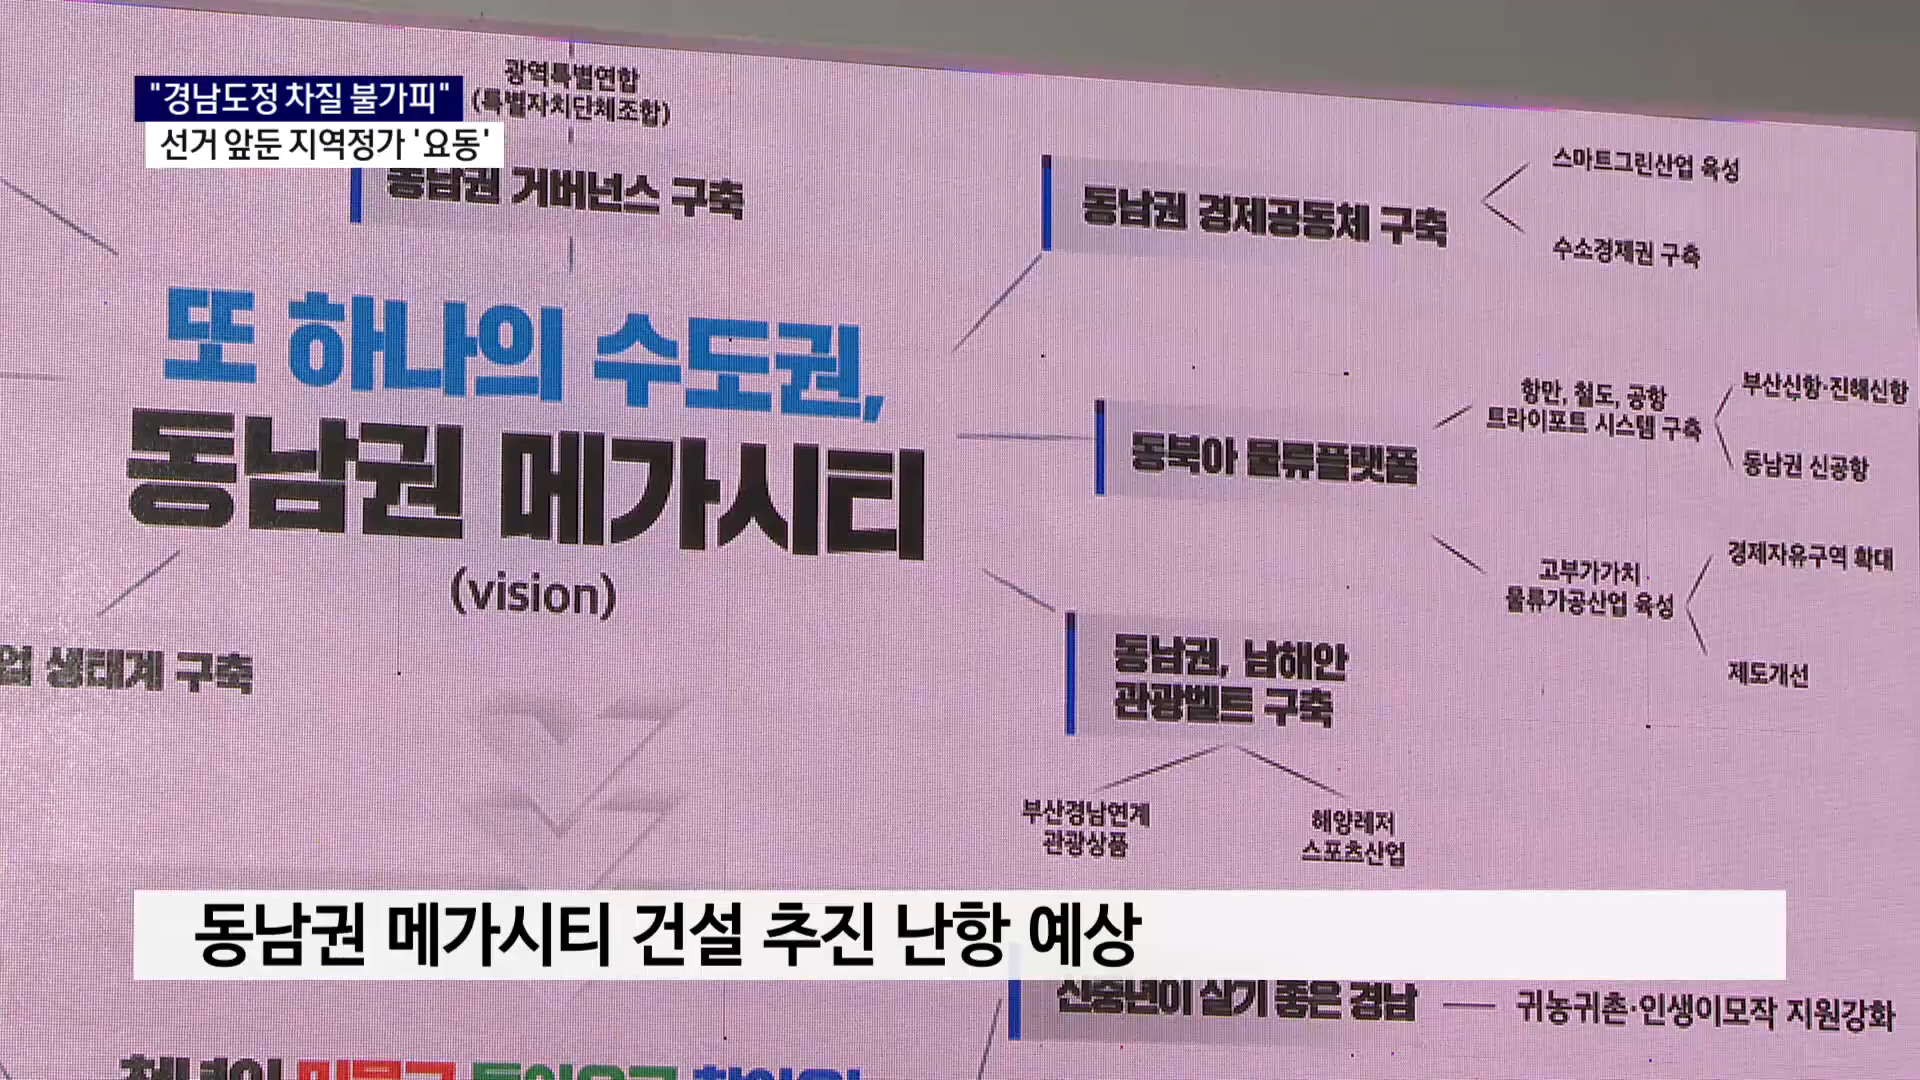 "경남도정 차질 불가피"
선거 앞둔 지역정가 '요동'
광역특별연합
(특별자치단체조합)
동남권 거버넌스 구축
또 하나의 수도권,
동남권 메가시티
(vision)
업 생태계 구축
동남권 경제공동체 구축
스마트그린산업 육성
수소경제권 구축
동북아 물류플랫폼
항만, 철도, 공항
트라이포트 시스템 구축
부산신항·진해신항
동남권 신공항
고부가가치
물류가공산업 육성
경제자유구역 확대
제도개선
동남권, 남해안
관광벨트 구축
부산경남연계
관광상품
해양레저
스포츠산업
동남권 메가시티 건설 추진 난항 예상
신중년이 살기 좋은 경남
귀농귀촌·인생이모작 지원강화